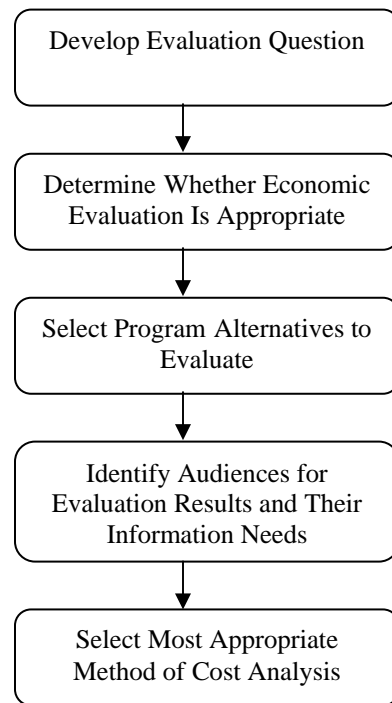 Develop Evaluation Question
Determine Whether Economic
Evaluation Is Appropriate
Select Program Alternatives to
Evaluate
Identify Audiences for
Evaluation Results and Their
Information Needs
Select Most Appropriate
Method of Cost Analysis